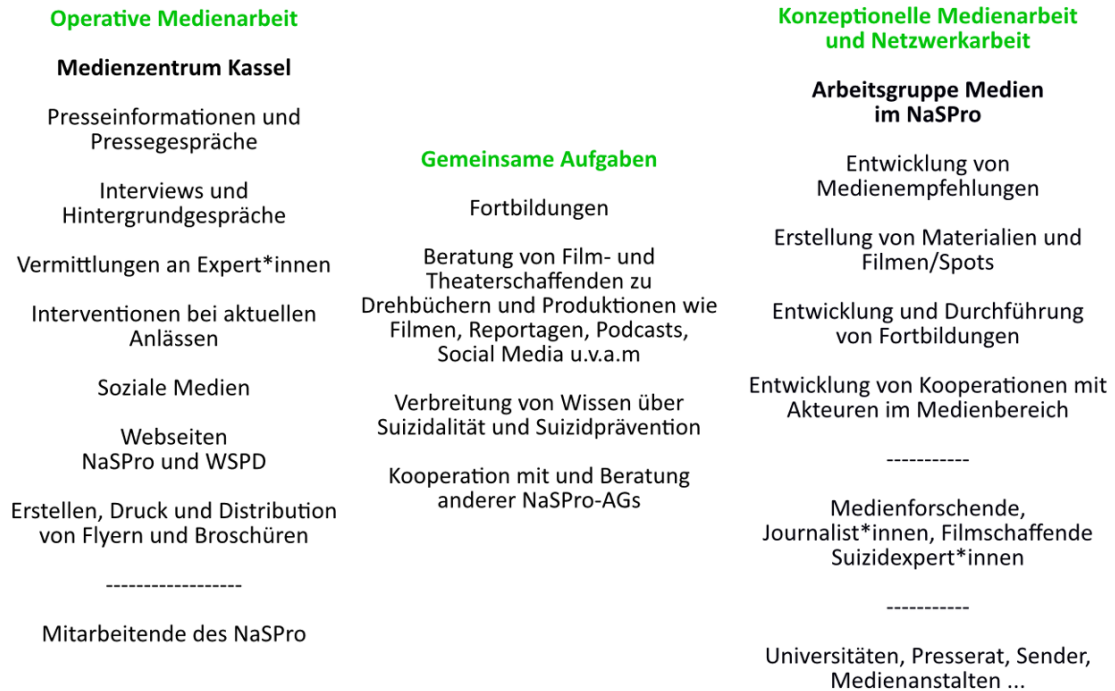 Operative Medienarbeit
Medienzentrum Kassel
Presseinformationen und
Pressegespräche
Interviews und
Hintergrundgespräche
Vermittlungen an Expert*innen
Interventionen bei aktuellen
Anlässen
Soziale Medien
Webseiten
NaSPro und WSPD
Erstellen, Druck und Distribution
von Flyern und Broschüren
------------------
Mitarbeitende des NaSPro
Gemeinsame Aufgaben
Fortbildungen
Beratung von Film- und
Theaterschaffenden zu
Drehbüchern und Produktionen wie
Filmen, Reportagen, Podcasts,
Social Media u.v.a.m
Verbreitung von Wissen über
Suizidalität und Suizidprävention
Kooperation mit und Beratung
anderer NaSPro-AGs
Konzeptionelle Medienarbeit
und Netzwerkarbeit
Arbeitsgruppe Medien
im NaSPro
Entwicklung von
Medienempfehlungen
Erstellung von Materialien und
Filmen/Spots
Entwicklung und Durchführung
von Fortbildungen
Entwicklung von Kooperationen mit
Akteuren im Medienbereich
-----------
Medienforschende,
Journalist*innen, Filmschaffende
Suizidexpert*innen
-----------
Universitäten, Presserat, Sender,
Medienanstalten ...